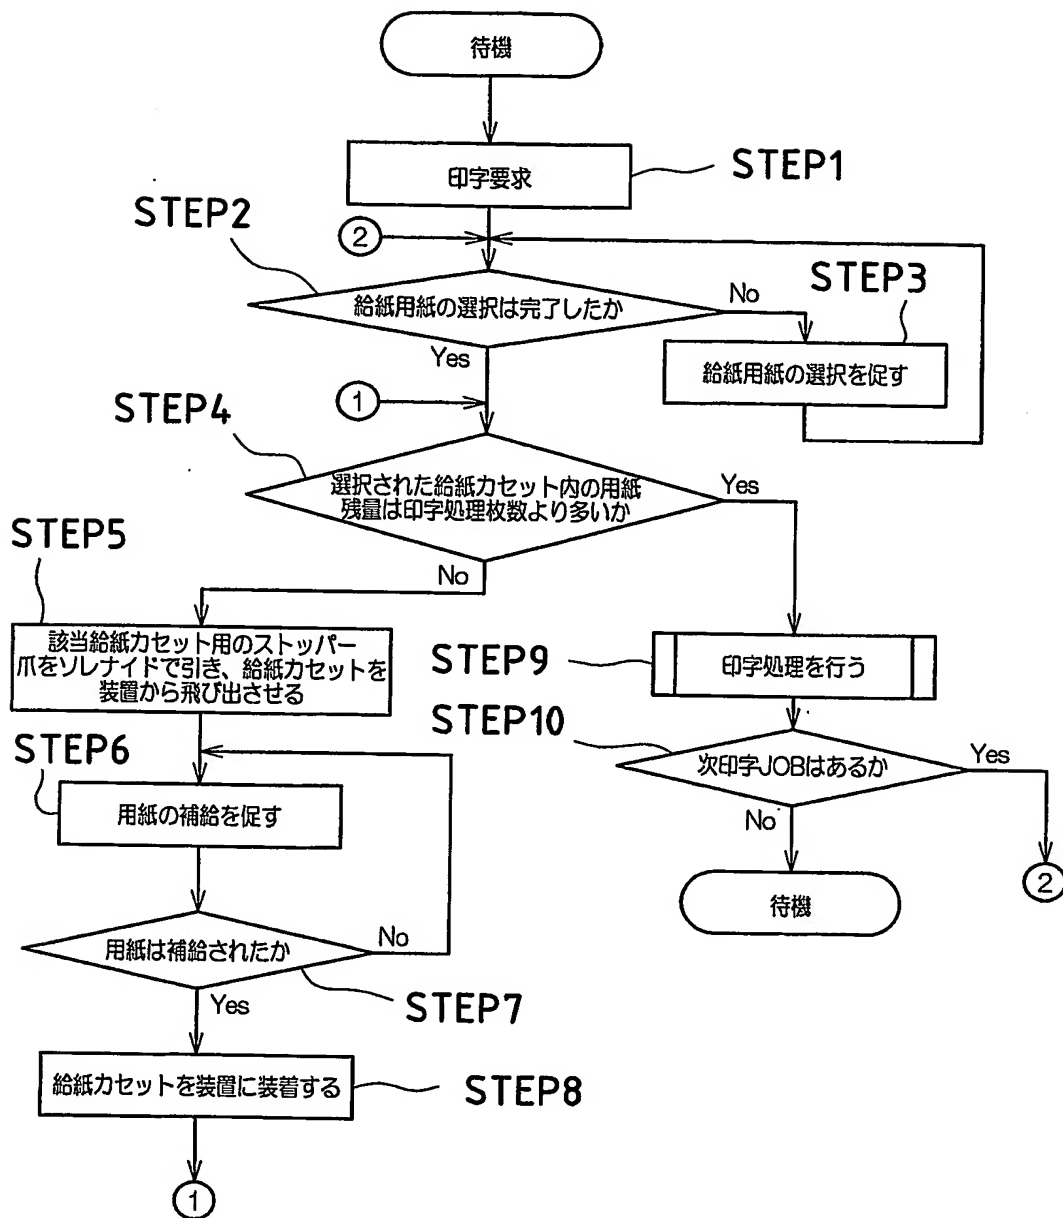 待機
印字要求
STEP1
STEP2
②
給紙用紙の選択は完了したか
No
STEP3
給紙用紙の選択を促す
Yes
①
STEP4
選択された給紙カセット内の用紙
残量は印字処理枚数より多いか
Yes
No
STEP5
該当給紙カセット用のストッパー
爪をソレナイドで引き、給紙カセットを
装置から飛び出させる
STEP9
印字処理を行う
STEP10
次印字JOBはあるか
Yes
No
②
待機
STEP6
用紙の補給を促す
用紙は補給されたか
No
Yes
STEP7
給紙カセットを装置に装着する
STEP8
①